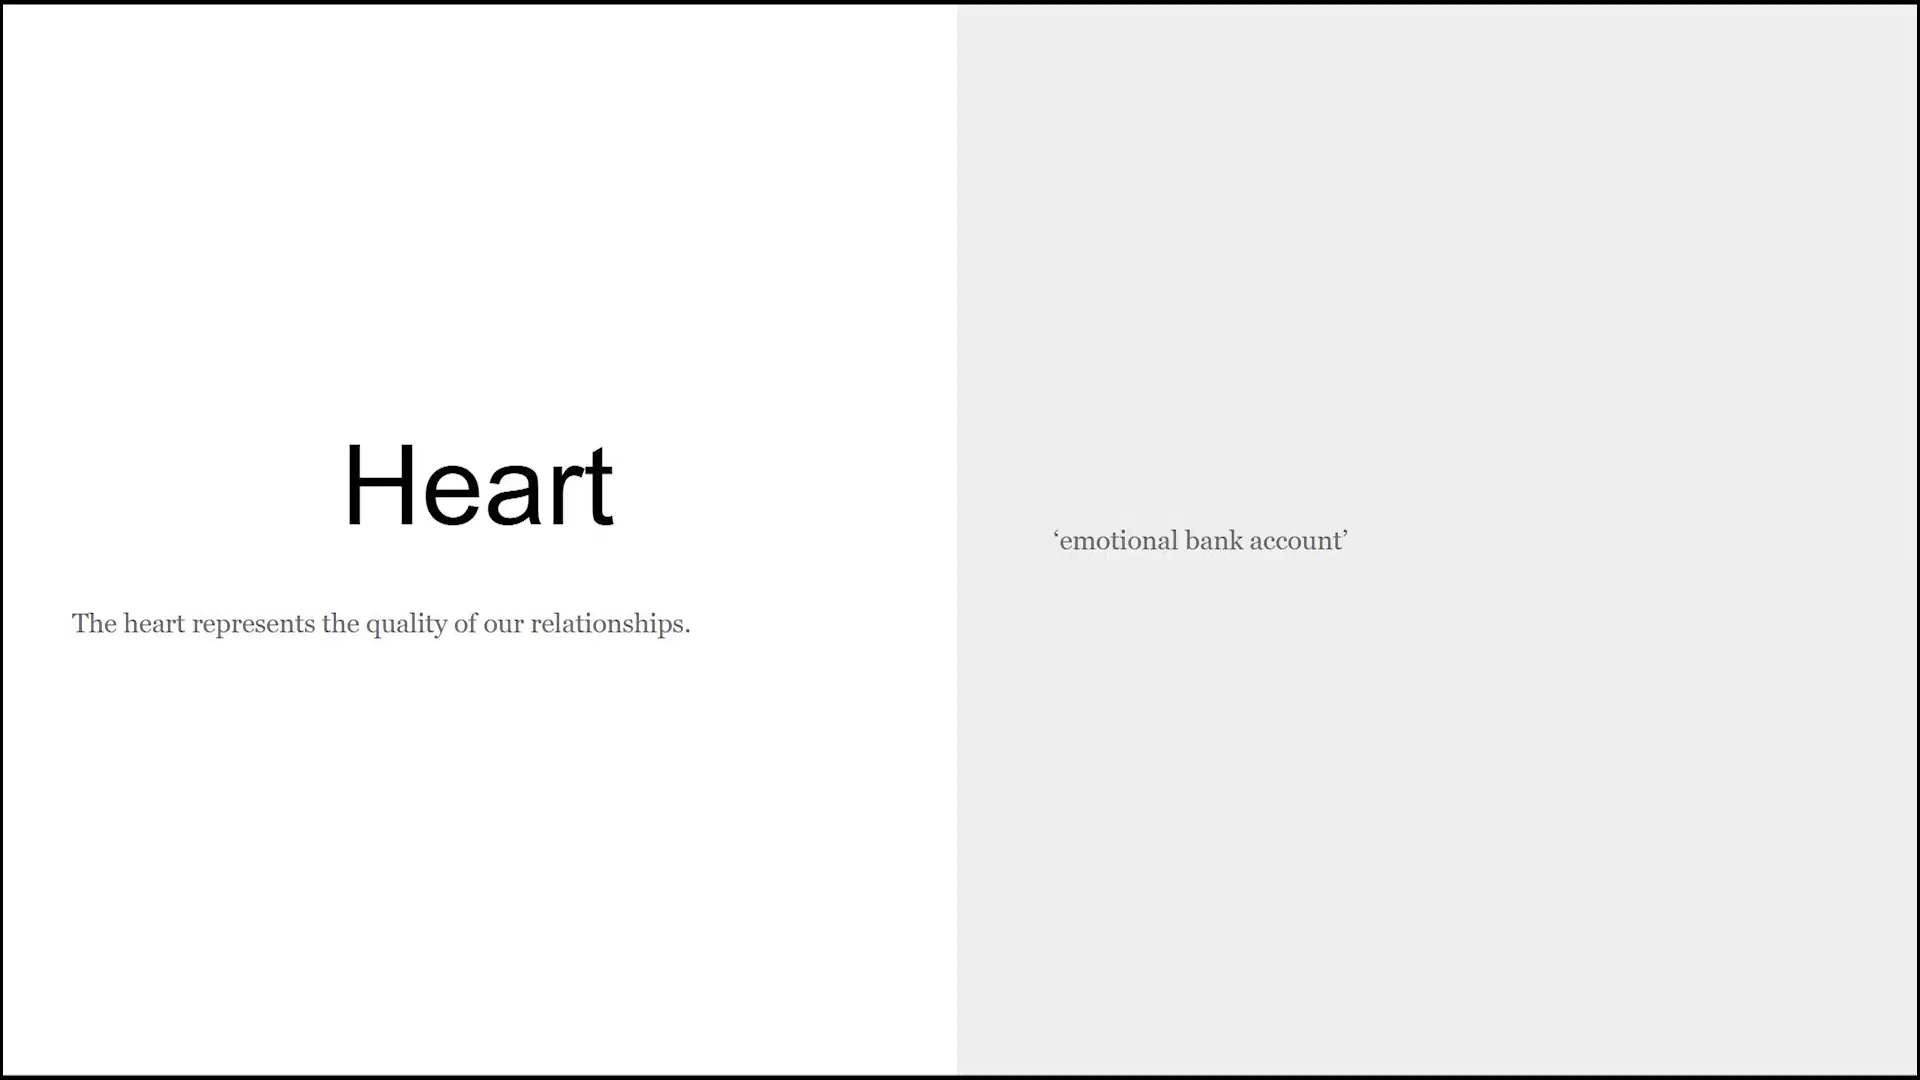 Heart
The heart represents the quality of our relationships.
‘emotional bank account’